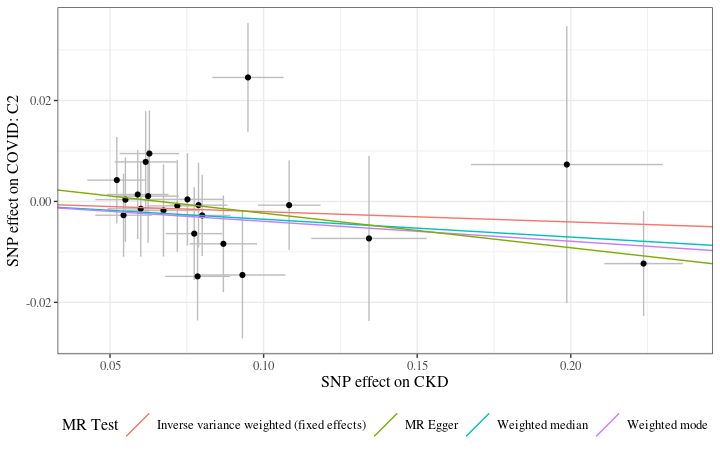 SNP effect on COVID: C2
0.02
0.00
-0.02
0.05 0.10 0.15 0.20
SNP effect on CKD
MR Test Inverse variance weighted (fixed effects) MR Egger Weighted median Weighted mode